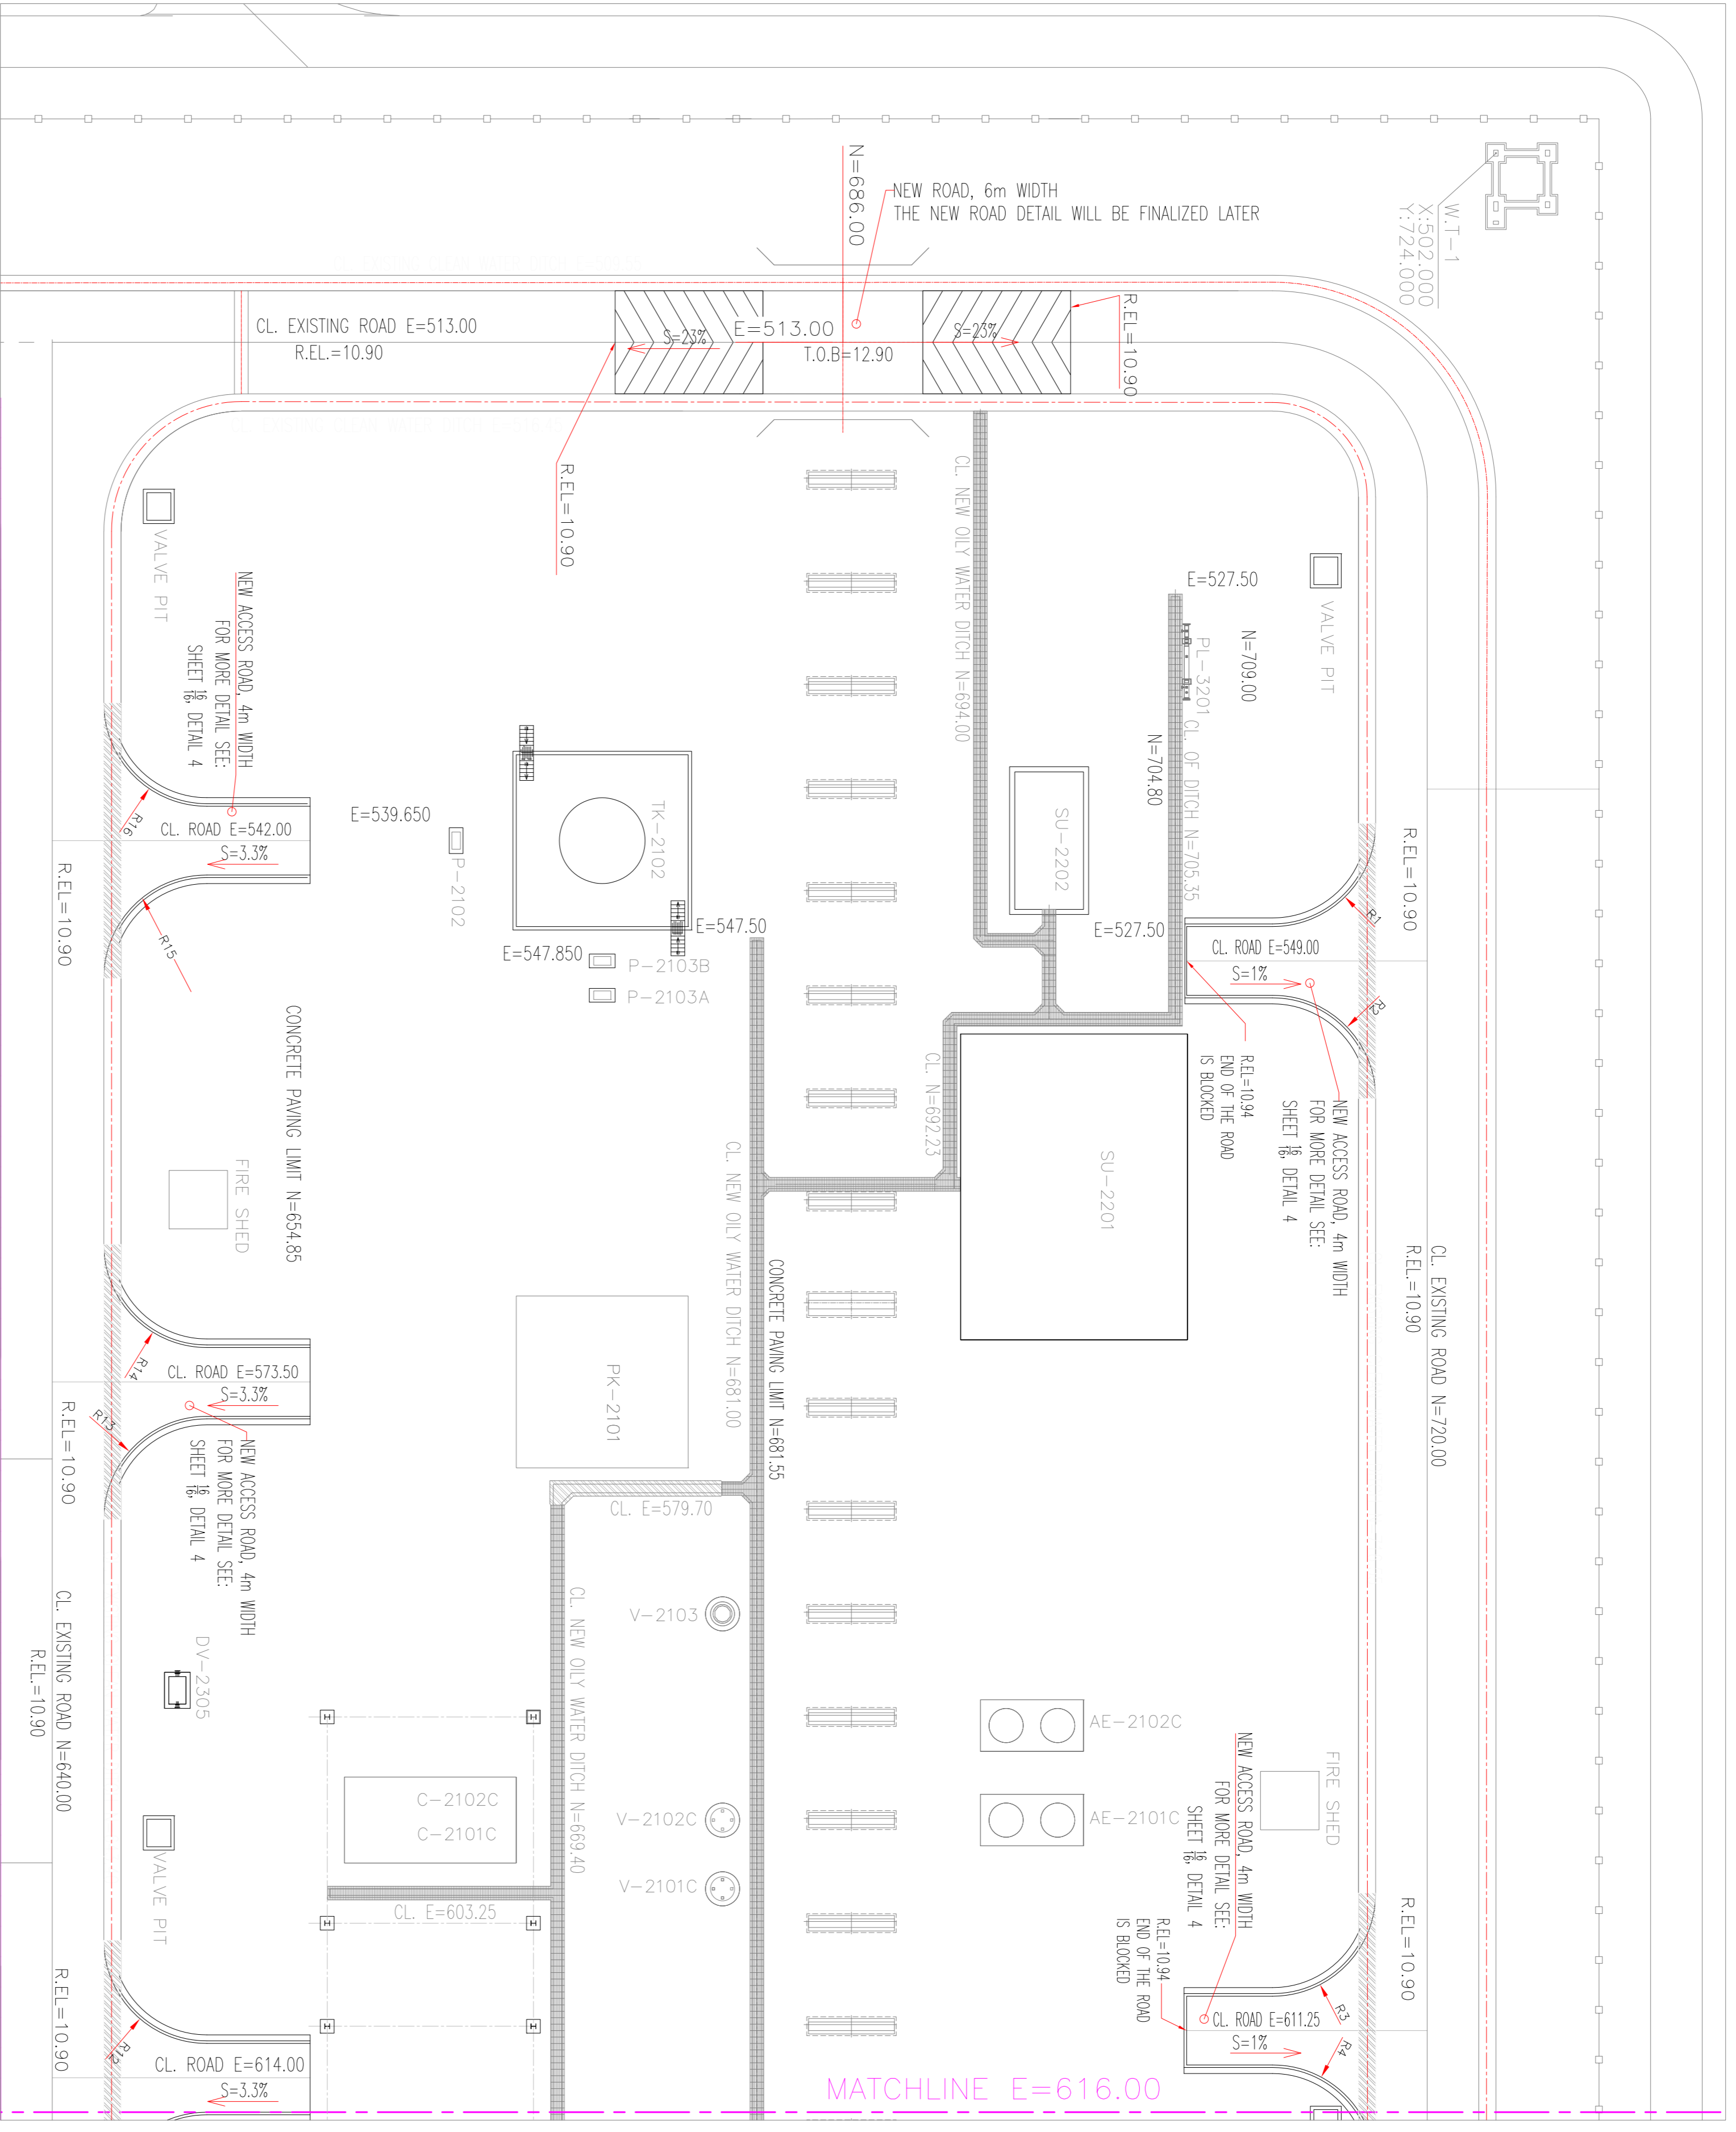 W.T-1
X:502.000
Y:724.000
N=686.00
NEW ROAD, 6m WIDTH
THE NEW ROAD DETAIL WILL BE FINALIZED LATER
CL. EXISTING ROAD E=513.00
R.EL.=10.90
S=23%
E=513.00
T.O.B=12.90
S=23%
R.EL=10.90
R.EL=10.90
VALVE PIT
NEW ACCESS ROAD, 4m WIDTH
FOR MORE DETAIL SEE:
SHEET 16/16, DETAIL 4
CL. NEW OILY WATER DITCH N=694.00
E=527.50
N=709.00
PL-3201
CL. OF DITCH N=705.35
N=704.80
VALVE PIT
R16
CL. ROAD E=542.00
S=3.3%
R15
R.EL=10.90
E=539.650
P-2102
TK-2102
E=547.50
E=547.850
P-2103B
P-2103A
SU-2202
E=527.50
CL. ROAD E=549.00
S=1%
R1
R2
R.EL=10.90
R.EL=10.94
END OF THE ROAD
IS BLOCKED
NEW ACCESS ROAD, 4m WIDTH
FOR MORE DETAIL SEE:
SHEET 16/16, DETAIL 4
CONCRETE PAVING LIMIT N=654.85
FIRE SHED
CL. N=692.23
SU-2201
CL. NEW OILY WATER DITCH N=681.00
CONCRETE PAVING LIMIT N=681.55
CL. EXISTING ROAD N=720.00
R.EL.=10.90
R14
CL. ROAD E=573.50
S=3.3%
R13
R.EL=10.90
NEW ACCESS ROAD, 4m WIDTH
FOR MORE DETAIL SEE:
SHEET 16/16, DETAIL 4
PK-2101
CL. E=579.70
CL. EXISTING ROAD N=640.00
R.EL.=10.90
DV-2305
CL. NEW OILY WATER DITCH N=669.40
V-2103
C-2102C
C-2101C
V-2102C
V-2101C
AE-2102C
AE-2101C
FIRE SHED
NEW ACCESS ROAD, 4m WIDTH
FOR MORE DETAIL SEE:
SHEET 16/16, DETAIL 4
R.EL=10.94
END OF THE ROAD
IS BLOCKED
VALVE PIT
CL. E=603.25
R.EL=10.90
R.EL=10.90
R12
CL. ROAD E=614.00
S=3.3%
R3
CL. ROAD E=611.25
S=1%
R4
MATCHLINE E=616.00